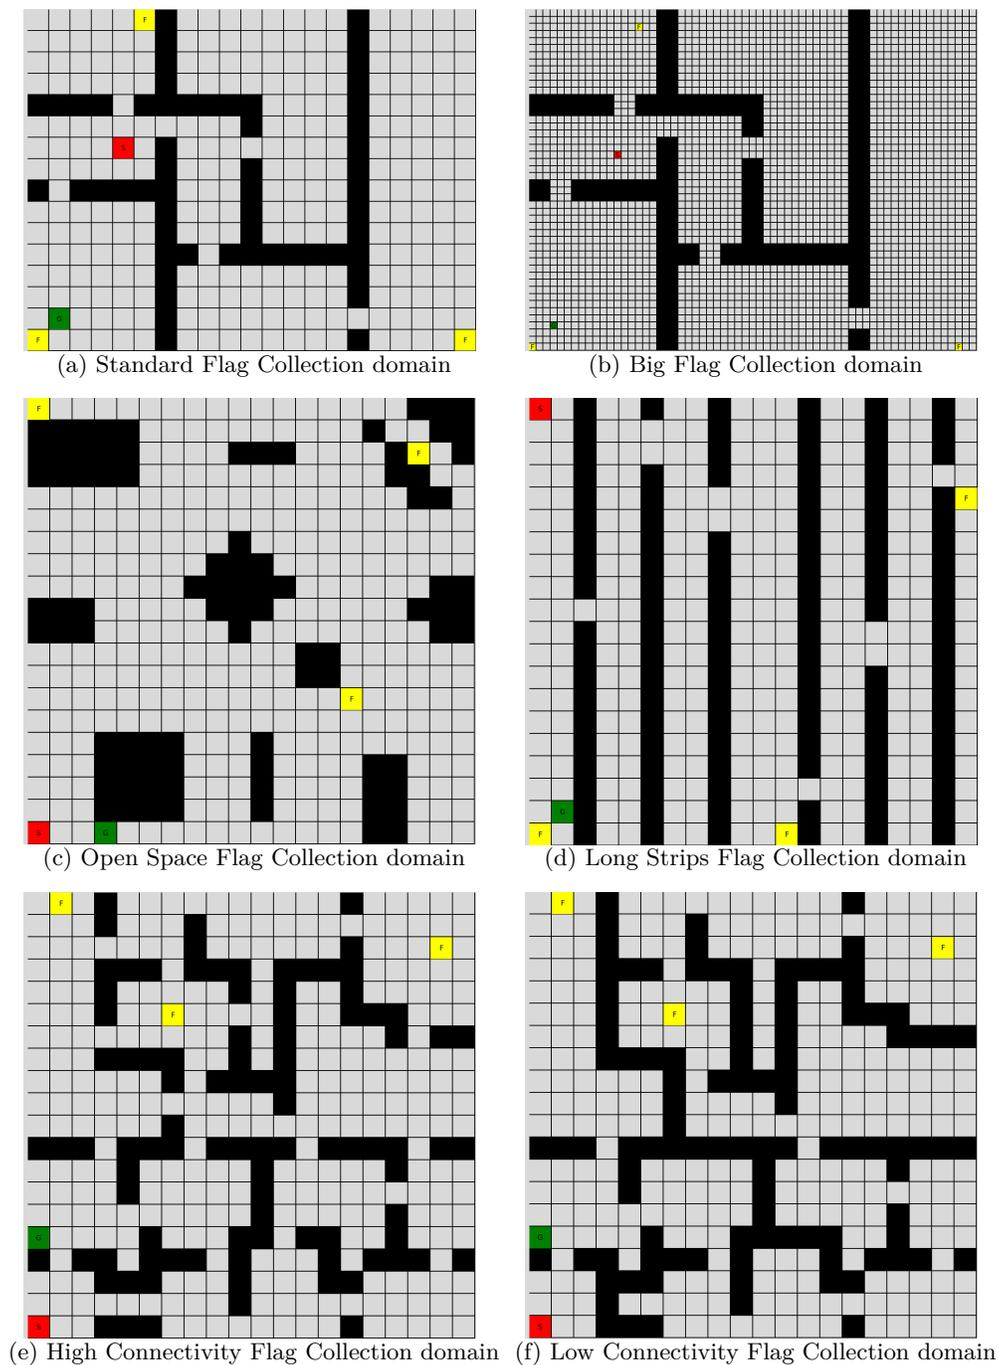 F
S
G
F
F
(a) Standard Flag Collection domain
F
S
G
F
F
(b) Big Flag Collection domain
F
F
F
S
G
(c) Open Space Flag Collection domain
S
F
G
F
F
(d) Long Strips Flag Collection domain
F
F
F
G
S
(e) High Connectivity Flag Collection domain
F
F
F
G
S
(f) Low Connectivity Flag Collection domain